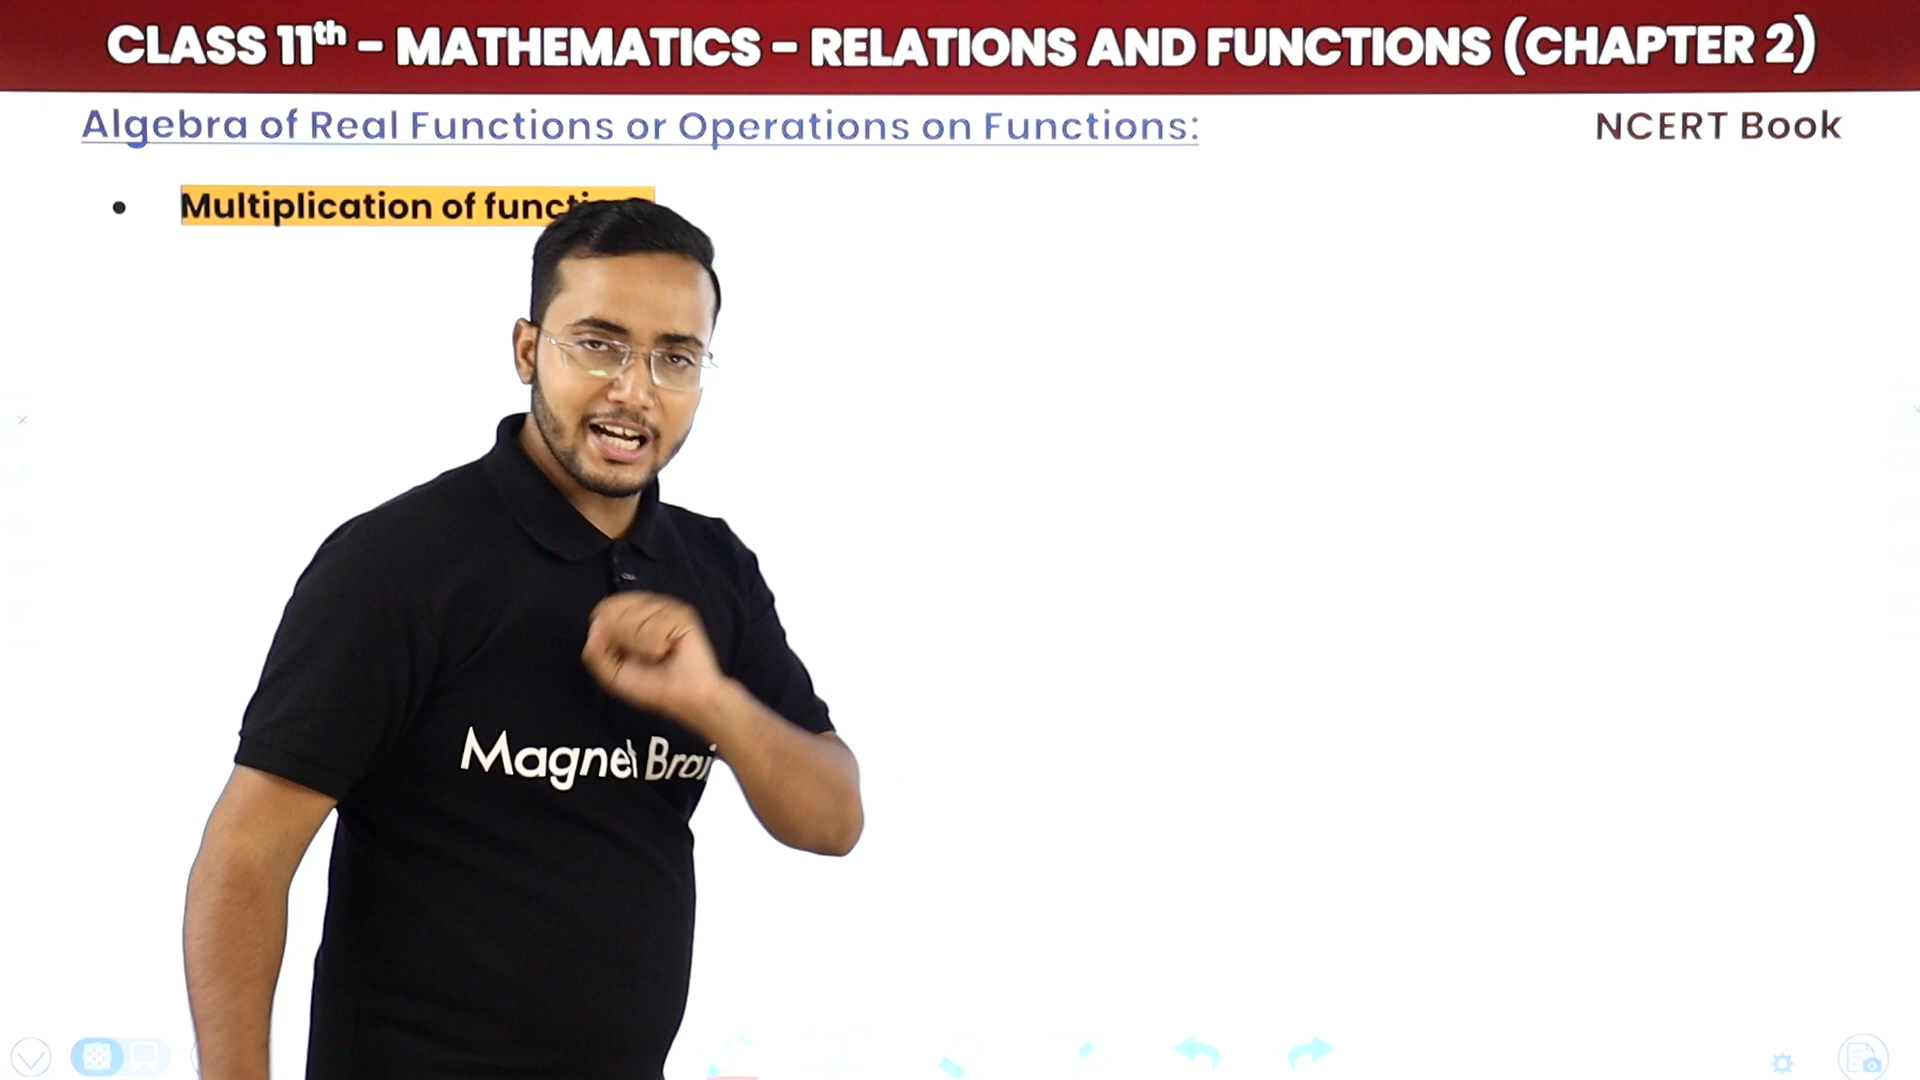 CLASS 11th - MATHEMATICS - RELATIONS AND FUNCTIONS (CHAPTER 2)
Algebra of Real Functions or Operations on Functions:
NCERT Book
• Multiplication of
Magnet